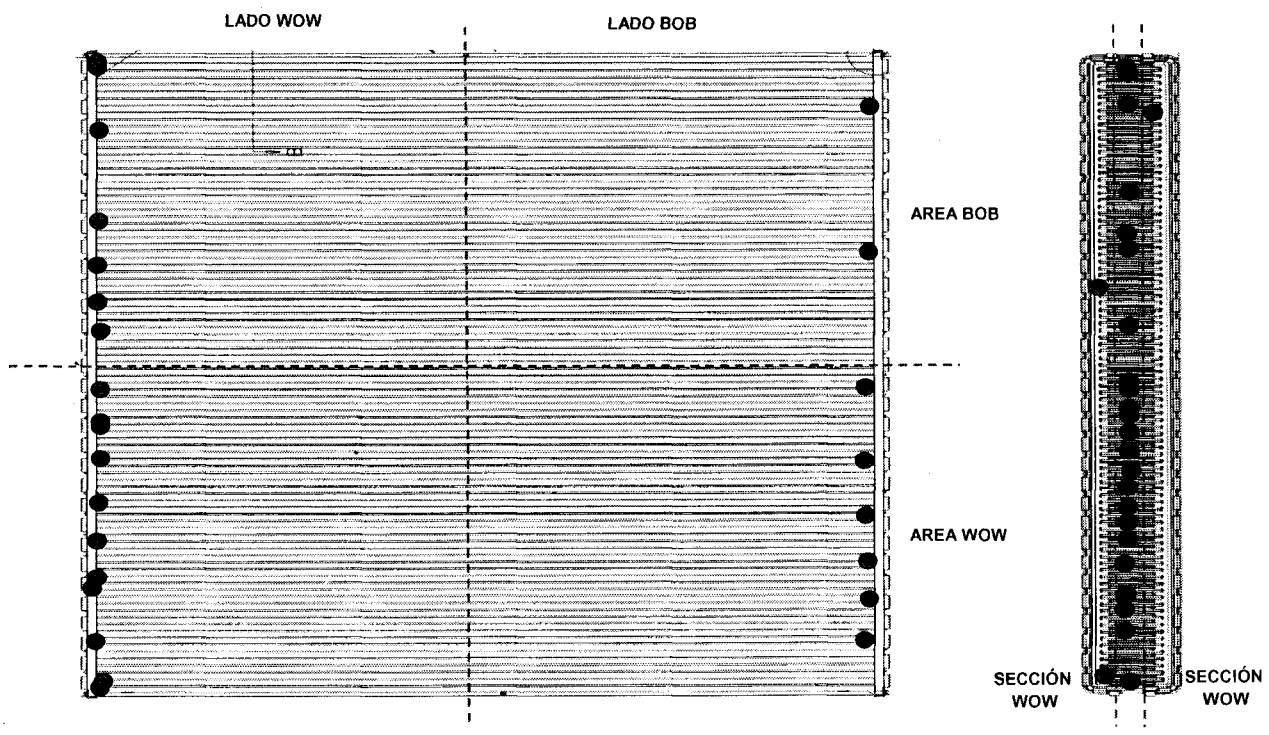 LADO WOW
LADO BOB
AREA BOB
AREA WOW
SECCIÓN
WOW
SECCIÓN
WOW